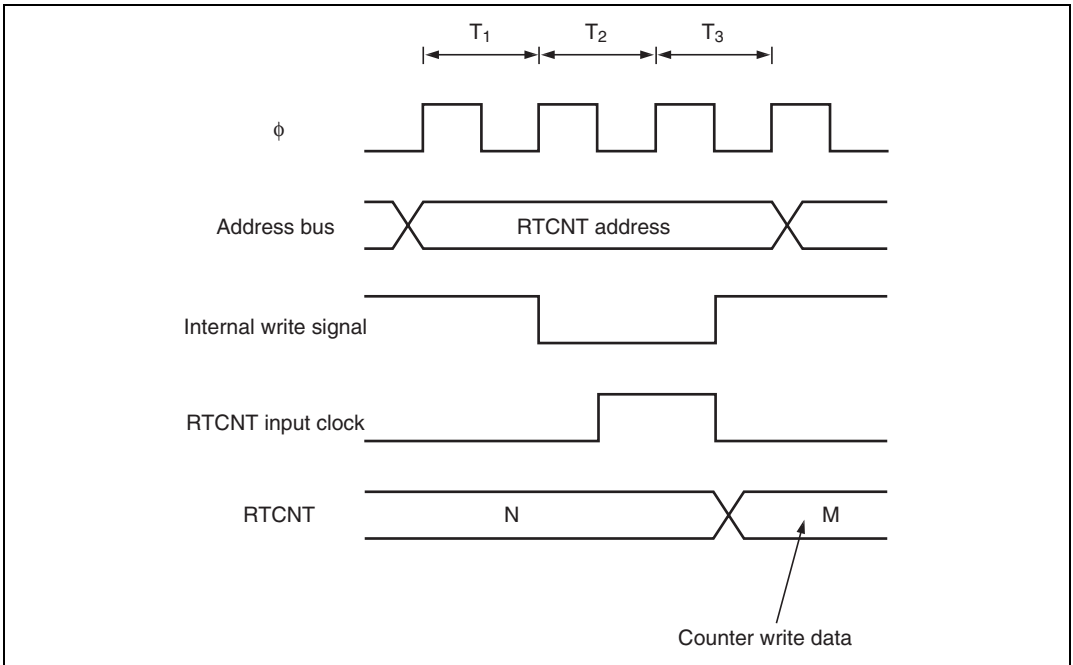 T₁ T₂ T₃
ϕ
Address bus RTCNT address
Internal write signal
RTCNT input clock
RTCNT N M
Counter write data